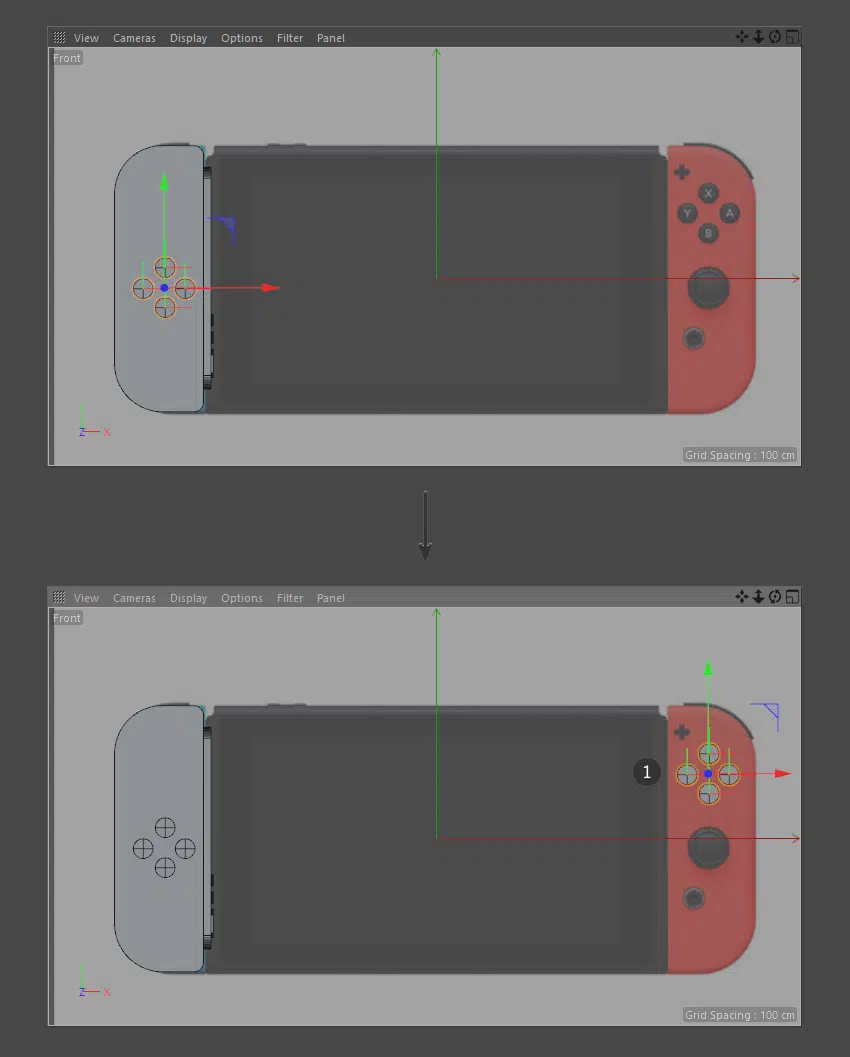 View Cameras Display Options Filter Panel
Front
X
Y A
B
Y
Z X
Grid Spacing : 100 cm
View Cameras Display Options Filter Panel
Front
1
Y
Z X
Grid Spacing : 100 cm